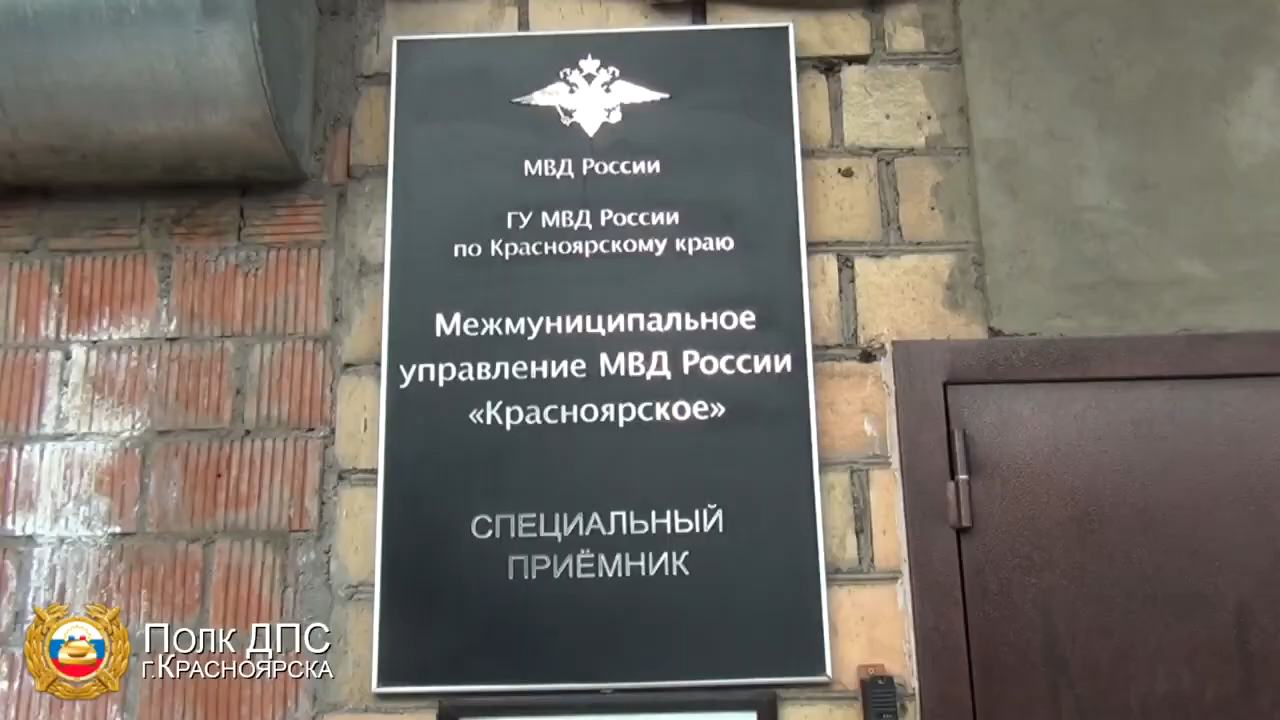 МВД России
ГУ МВД России
по Красноярскому краю
Межмуниципальное
управление МВД России
«Красноярское»
СПЕЦИАЛЬНЫЙ
ПРИЁМНИК
Полк ДПС
г.Красноярска